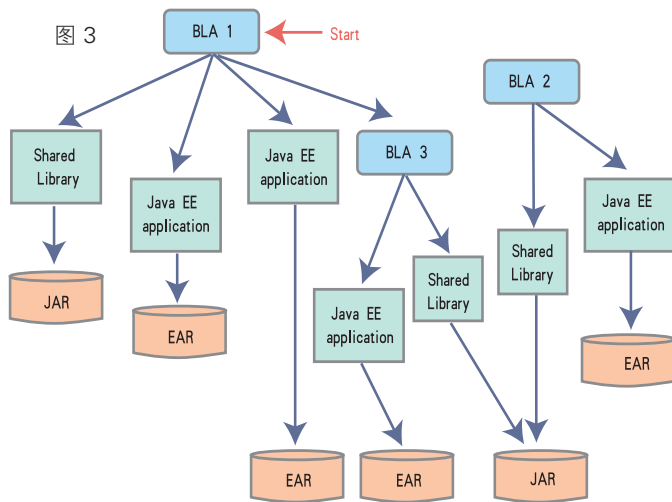 图 3
BLA 1
Start
BLA 2
Shared
Library
Java EE
application
Java EE
application
BLA 3
Java EE
application
Shared
Library
Shared
Library
Java EE
application
JAR
EAR
EAR
EAR
EAR
JAR